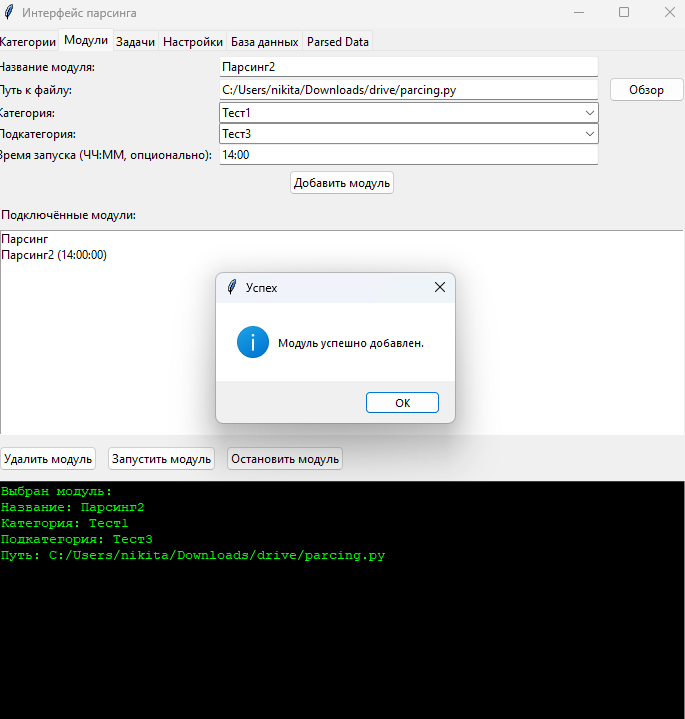 Интерфейс парсинга
Категории Модули Задачи Настройки База данных Parsed Data
Название модуля: Парсинг2
Путь к файлу: C:/Users/nikita/Downloads/drive/parcing.py Обзор
Категория: Тест1
Подкатегория: Тест3
Время запуска (ЧЧ:ММ, опционально): 14:00
Добавить модуль
Подключённые модули:
Парсинг
Парсинг2 (14:00:00)
Успех
Модуль успешно добавлен.
ОК
Удалить модуль Запустить модуль Остановить модуль
Выбран модуль:
Название: Парсинг2
Категория: Тест1
Подкатегория: Тест3
Путь: C:/Users/nikita/Downloads/drive/parcing.py